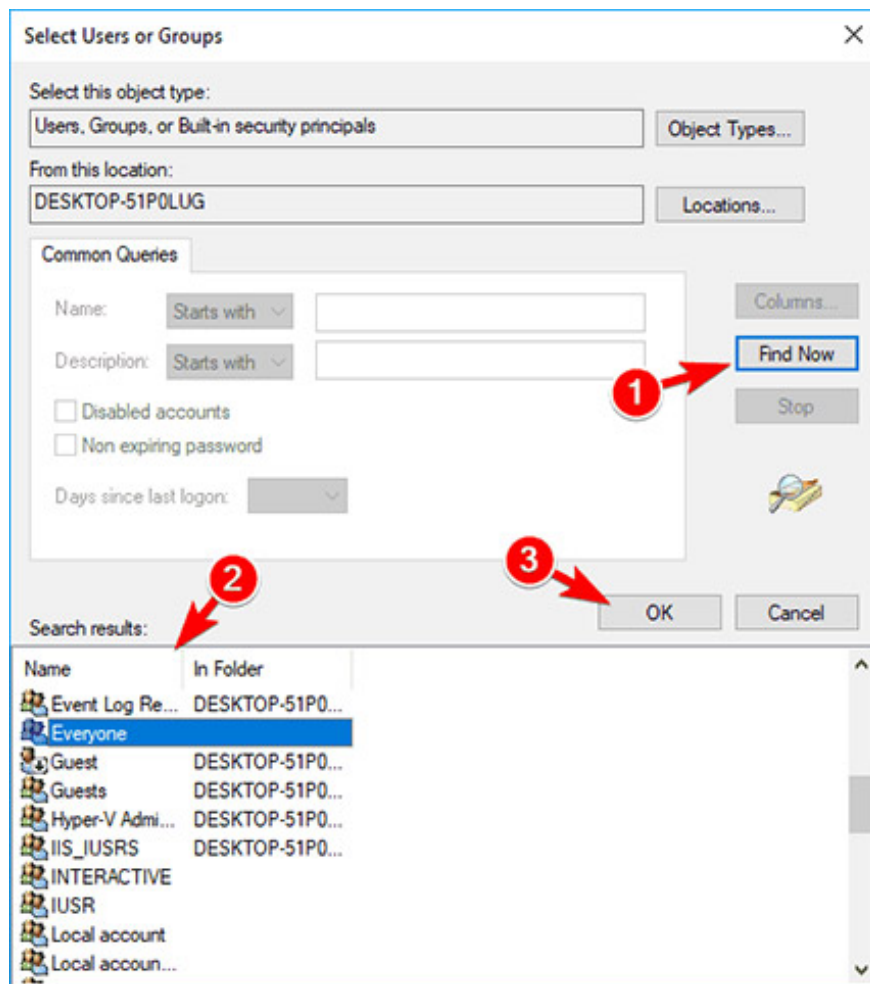 Select Users or Groups
Select this object type:
Users, Groups, or Built-in security principals
Object Types...
From this location:
DESKTOP-51P0LUG
Locations...
Common Queries
Name:
Starts with
Columns...
Description:
Starts with
Find Now
1
Disabled accounts
Stop
Non expiring password
Days since last logon:
2
3
OK
Cancel
Search results:
Name In Folder
Event Log Re... DESKTOP-51P0...
Everyone
Guest DESKTOP-51P0...
Guests DESKTOP-51P0...
Hyper-V Admi... DESKTOP-51P0...
IIS_IUSRS DESKTOP-51P0...
INTERACTIVE
IUSR
Local account
Local accoun...